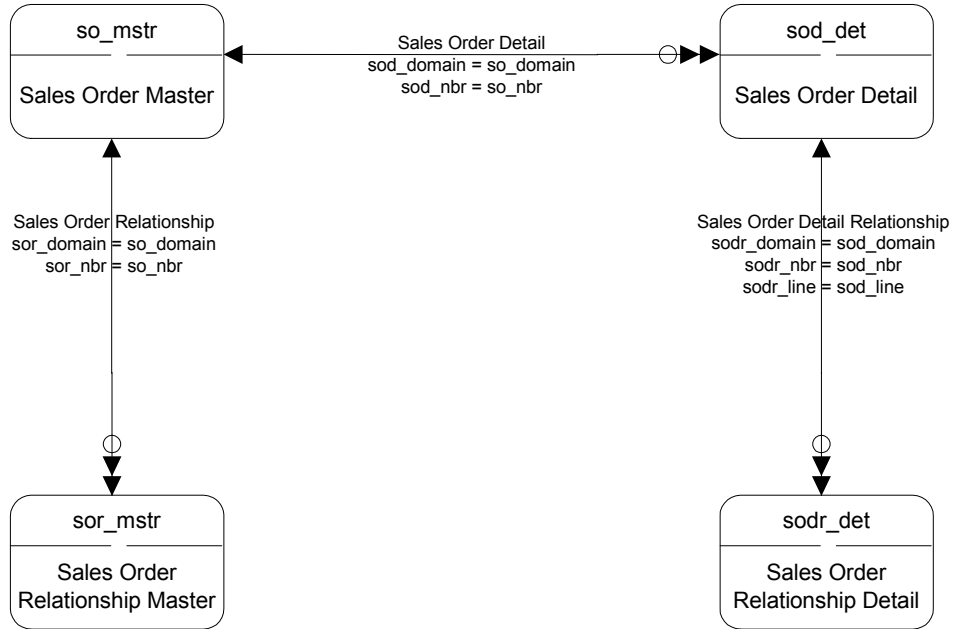 so_mstr
Sales Order Master
Sales Order Detail
sod_domain = so_domain
sod_nbr = so_nbr
sod_det
Sales Order Detail
Sales Order Relationship
sor_domain = so_domain
sor_nbr = so_nbr
Sales Order Detail Relationship
sodr_domain = sod_domain
sodr_nbr = sod_nbr
sodr_line = sod_line
sor_mstr
Sales Order
Relationship Master
sodr_det
Sales Order
Relationship Detail